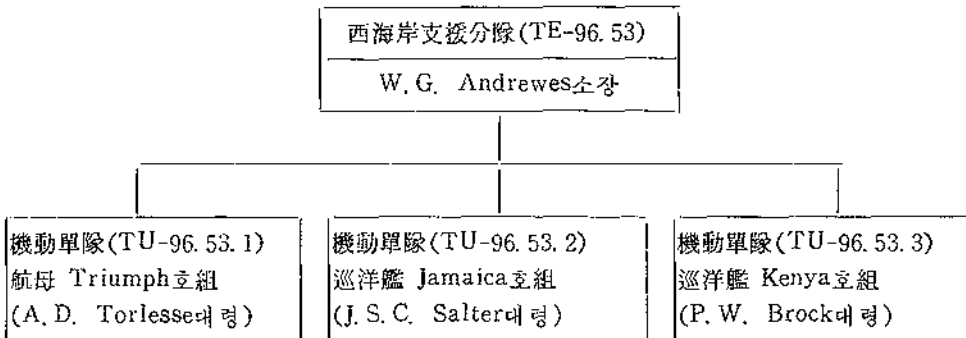 西海岸支援分隊(TE-96.53)
W.G. Andrewes소장
機動單隊(TU-96.53.1)
航母 Triumph호組
(A.D. Torlesse대령)
機動單隊(TU-96.53.2)
巡洋艦 Jamaica호組
(J.S.C. Salter대령)
機動單隊(TU-96.53.3)
巡洋艦 Kenya호組
(P.W. Brock대령)